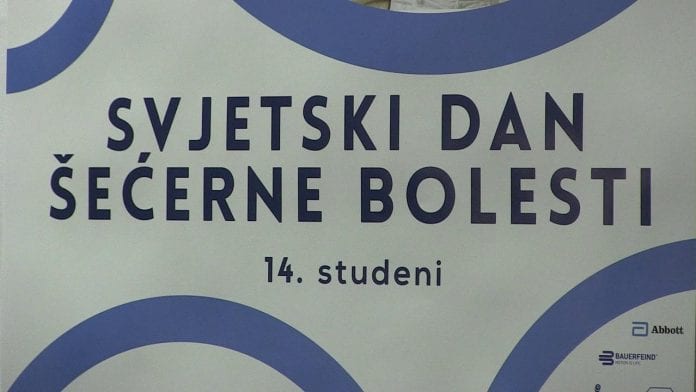 SVJETSKI DAN
ŠEĆERNE BOLESTI
14. studeni
Abbott
BAUERFEIND